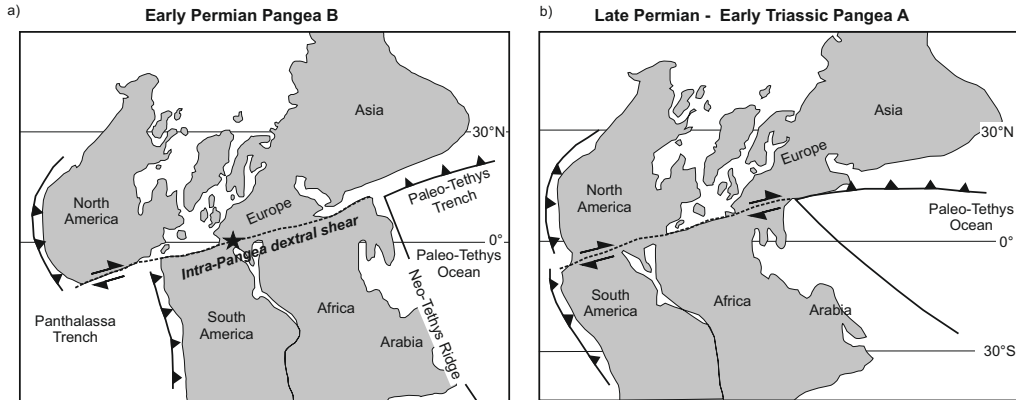 a)
Early Permian Pangea B
Asia
30°N
North
America
Europe
Paleo-Tethys
Trench
Intra-Pangea dextral shear
0°
Paleo-Tethys
Ocean
Neo-Tethys Ridge
Panthalassa
Trench
South
America
Africa
Arabia
b)
Late Permian - Early Triassic Pangea A
Asia
30°N
Europe
North
America
Paleo-Tethys
Ocean
0°
South
America
Africa
Arabia
30°S